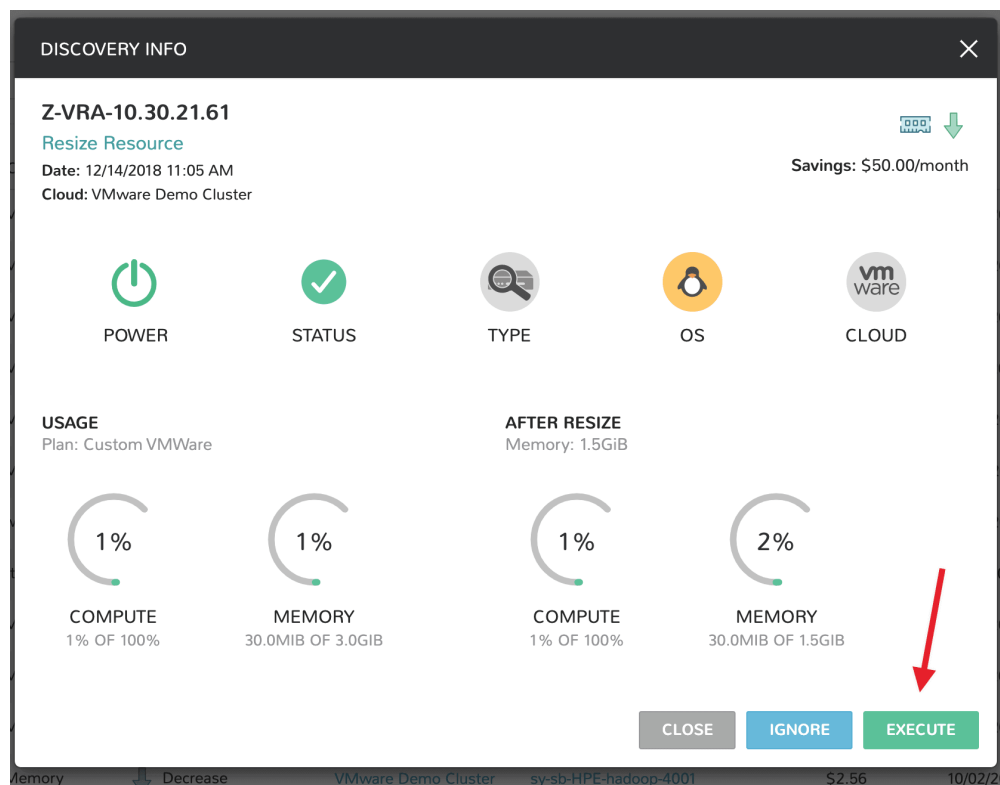 DISCOVERY INFO
Z-VRA-10.30.21.61
Resize Resource
Date: 12/14/2018 11:05 AM
Cloud: VMware Demo Cluster
Savings: $50.00/month
vm
ware
POWER
STATUS
TYPE
OS
CLOUD
USAGE
Plan: Custom VMWare
AFTER RESIZE
Memory: 1.5GiB
1%
1%
1%
2%
COMPUTE
MEMORY
COMPUTE
MEMORY
1% OF 100%
30.0MIB OF 3.0GIB
1% OF 100%
30.0MIB OF 1.5GIB
CLOSE
IGNORE
EXECUTE
Memory
Decrease
VMware Demo Cluster
sy-sb-HPE-hadoop-4001
$2.56